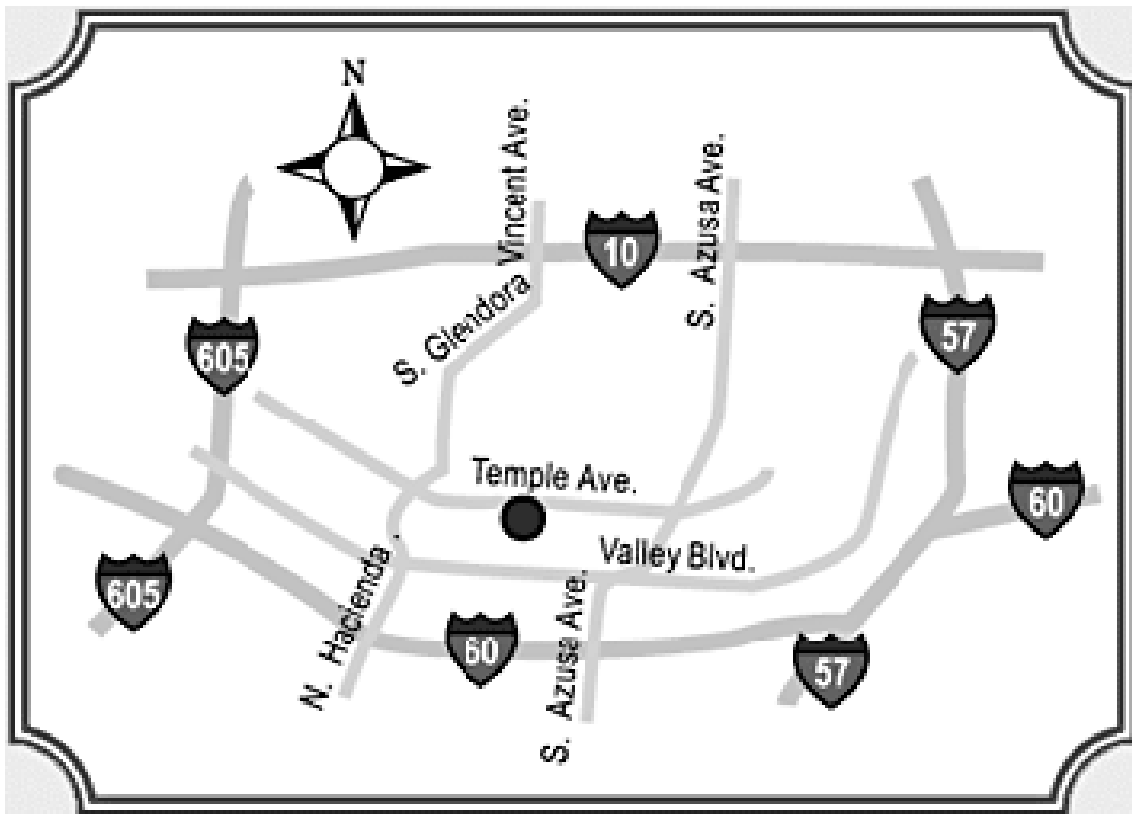 N
Vincent Ave.
S. Azusa Ave.
10
S. Glendora
57
605
Temple Ave.
60
Valley Blvd.
605
N. Hacienda
S. Azusa Ave.
60
57